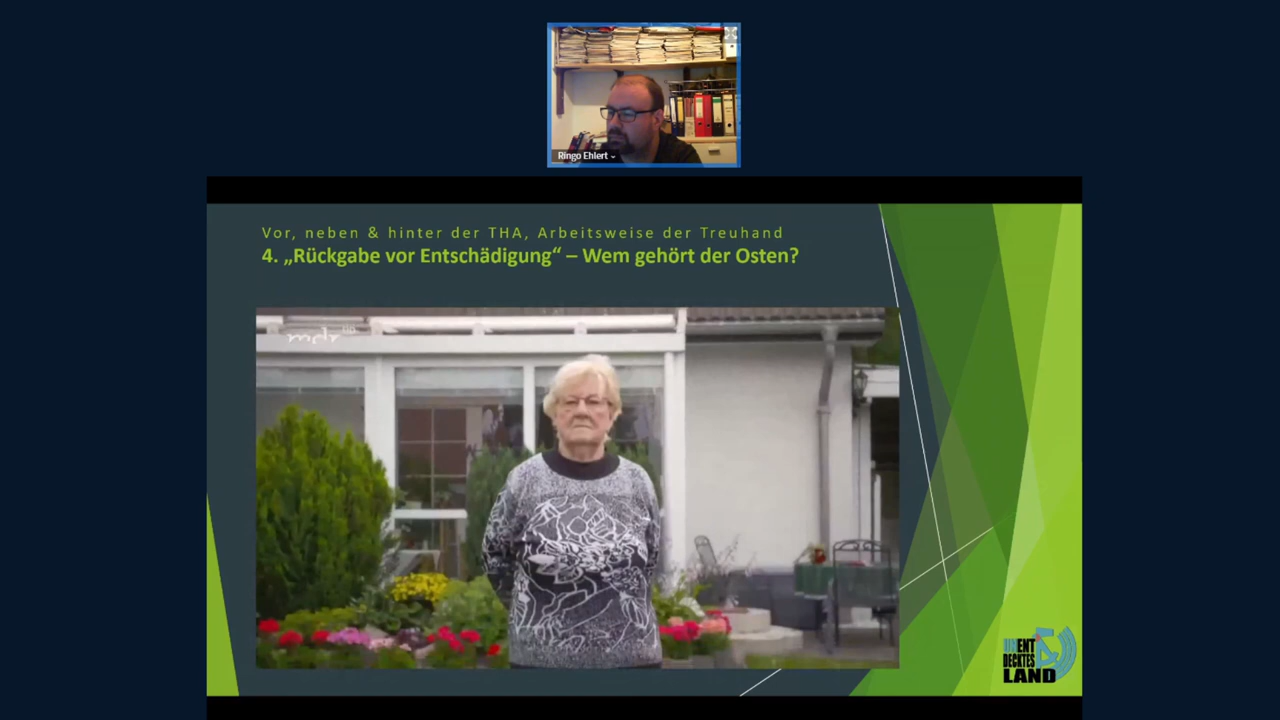 Ringo Ehlert
Vor, neben & hinter der THA, Arbeitsweise der Treuhand
4. „Rückgabe vor Entschädigung“ – Wem gehört der Osten?
mdr HD
UNENT
DECKTES
LAND